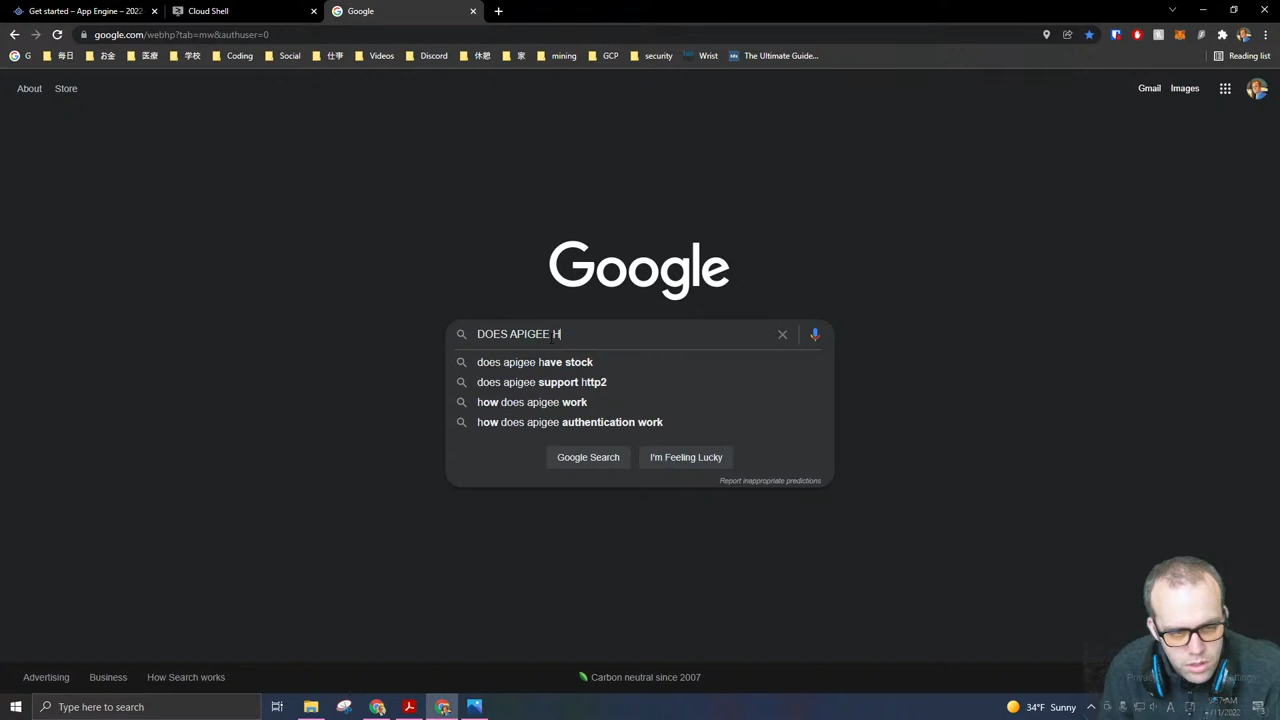 Get started – App Engine – 2022
Cloud Shell
Google
google.com/webhp?tab=mw&authuser=0
G 毎日 お金 医療 学校 Coding Social 仕事 Videos Discord 休憩 家 mining GCP security Wrist The Ultimate Guide... Reading list
About Store Gmail Images
Google
DOES APIGEE H
does apigee have stock
does apigee support http2
how does apigee work
how does apigee authentication work
Google Search I'm Feeling Lucky
Report inappropriate predictions
Advertising Business How Search works Carbon neutral since 2007
Type here to search
34°F Sunny